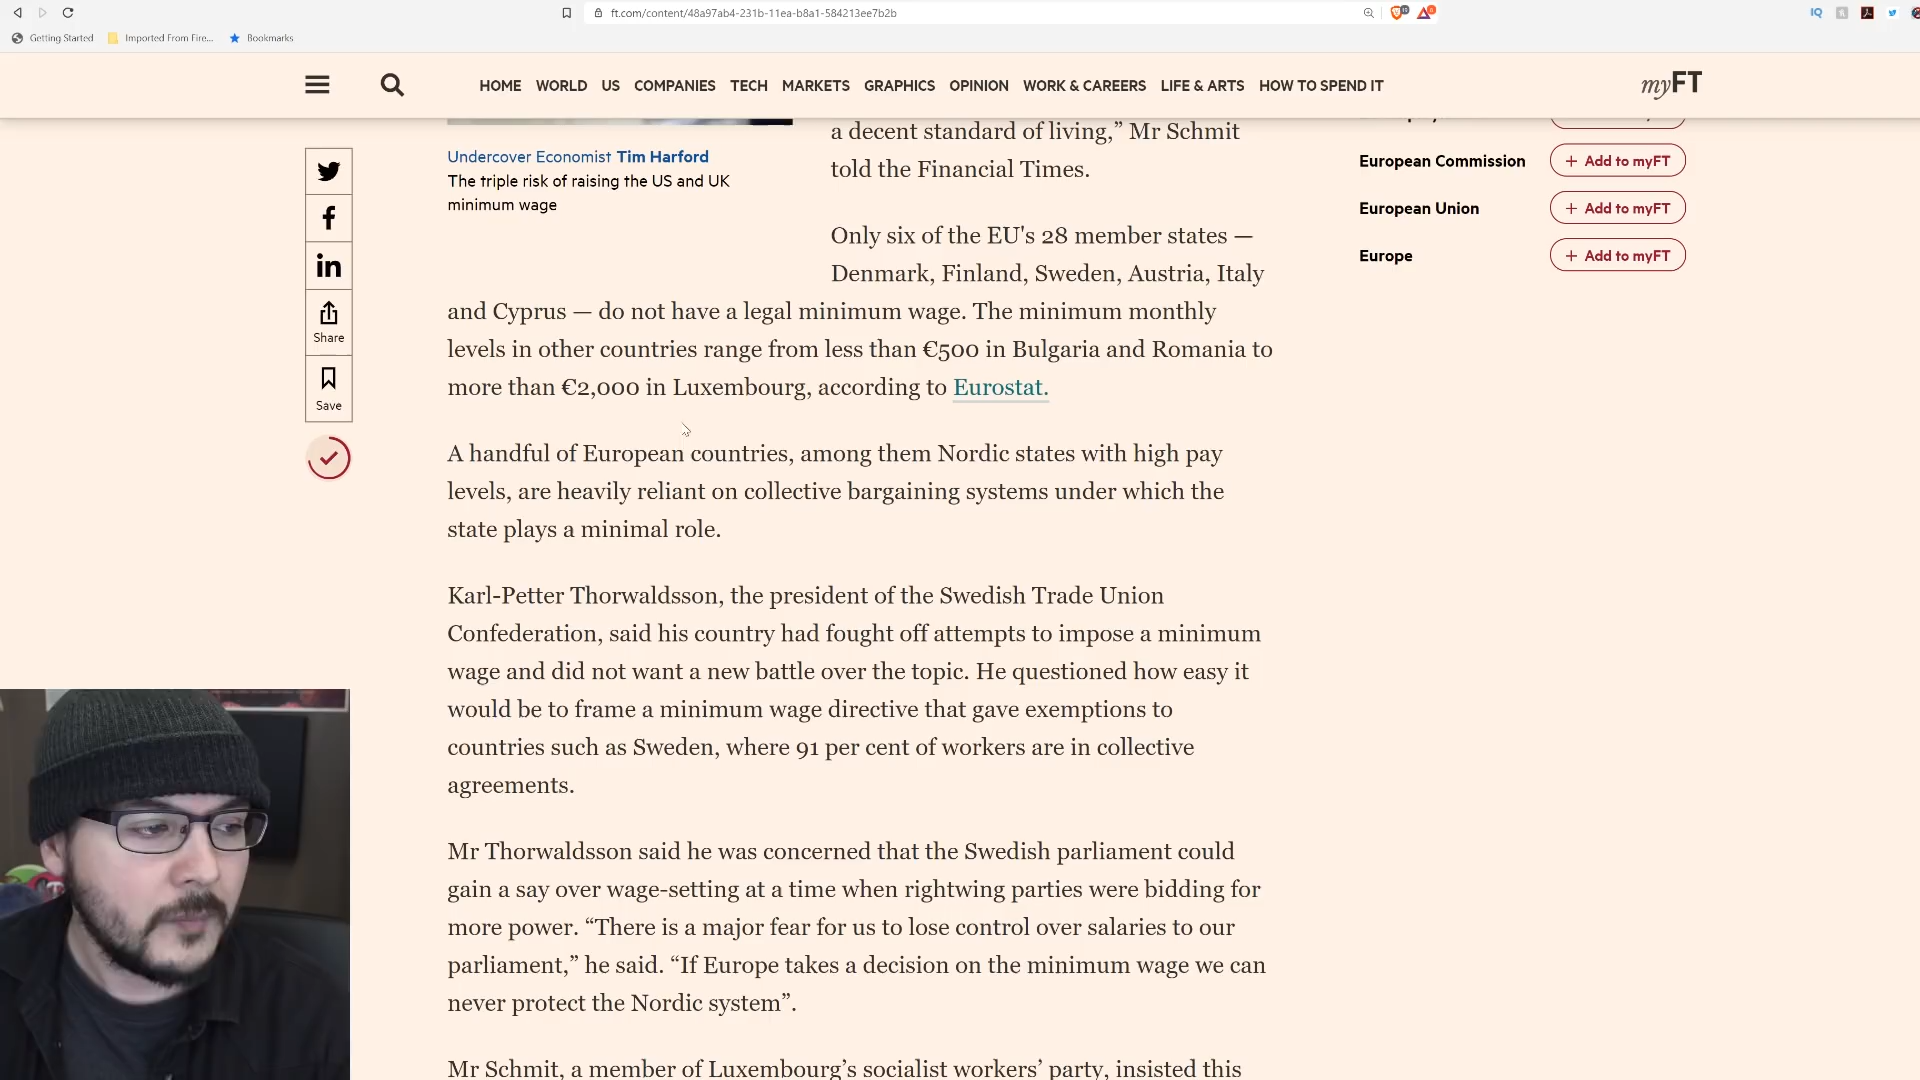 ft.com/content/48a97ab4-231b-11ea-b8a1-584213ee7b2b
IQ
Getting Started
Imported From Fire...
Bookmarks
HOME WORLD US COMPANIES TECH MARKETS GRAPHICS OPINION WORK & CAREERS LIFE & ARTS HOW TO SPEND IT
myFT
Undercover Economist Tim Harford
The triple risk of raising the US and UK
minimum wage
Share
Save
a decent standard of living,” Mr Schmit
told the Financial Times.
Only six of the EU's 28 member states —
Denmark, Finland, Sweden, Austria, Italy
and Cyprus — do not have a legal minimum wage. The minimum monthly
levels in other countries range from less than €500 in Bulgaria and Romania to
more than €2,000 in Luxembourg, according to Eurostat.
A handful of European countries, among them Nordic states with high pay
levels, are heavily reliant on collective bargaining systems under which the
state plays a minimal role.
Karl-Petter Thorwaldsson, the president of the Swedish Trade Union
Confederation, said his country had fought off attempts to impose a minimum
wage and did not want a new battle over the topic. He questioned how easy it
would be to frame a minimum wage directive that gave exemptions to
countries such as Sweden, where 91 per cent of workers are in collective
agreements.
Mr Thorwaldsson said he was concerned that the Swedish parliament could
gain a say over wage-setting at a time when rightwing parties were bidding for
more power. “There is a major fear for us to lose control over salaries to our
parliament,” he said. “If Europe takes a decision on the minimum wage we can
never protect the Nordic system”.
Mr Schmit, a member of Luxembourg’s socialist workers’ party, insisted this
European Commission + Add to myFT
European Union + Add to myFT
Europe + Add to myFT